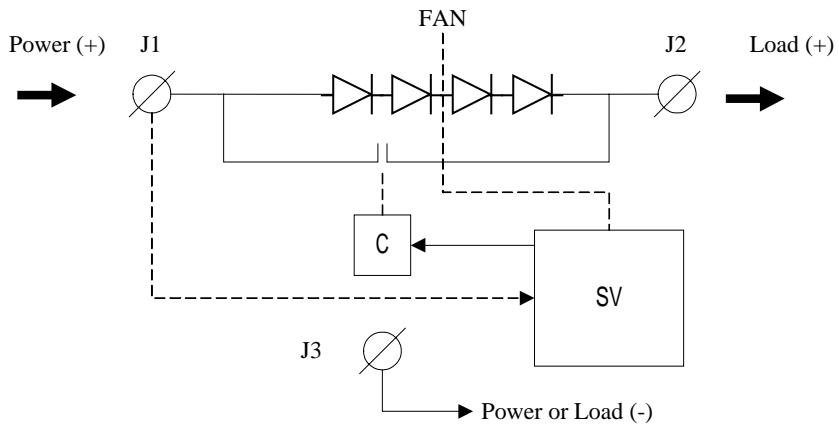 FAN
Power (+)
J1
J2
Load (+)
C
SV
J3
Power or Load (-)